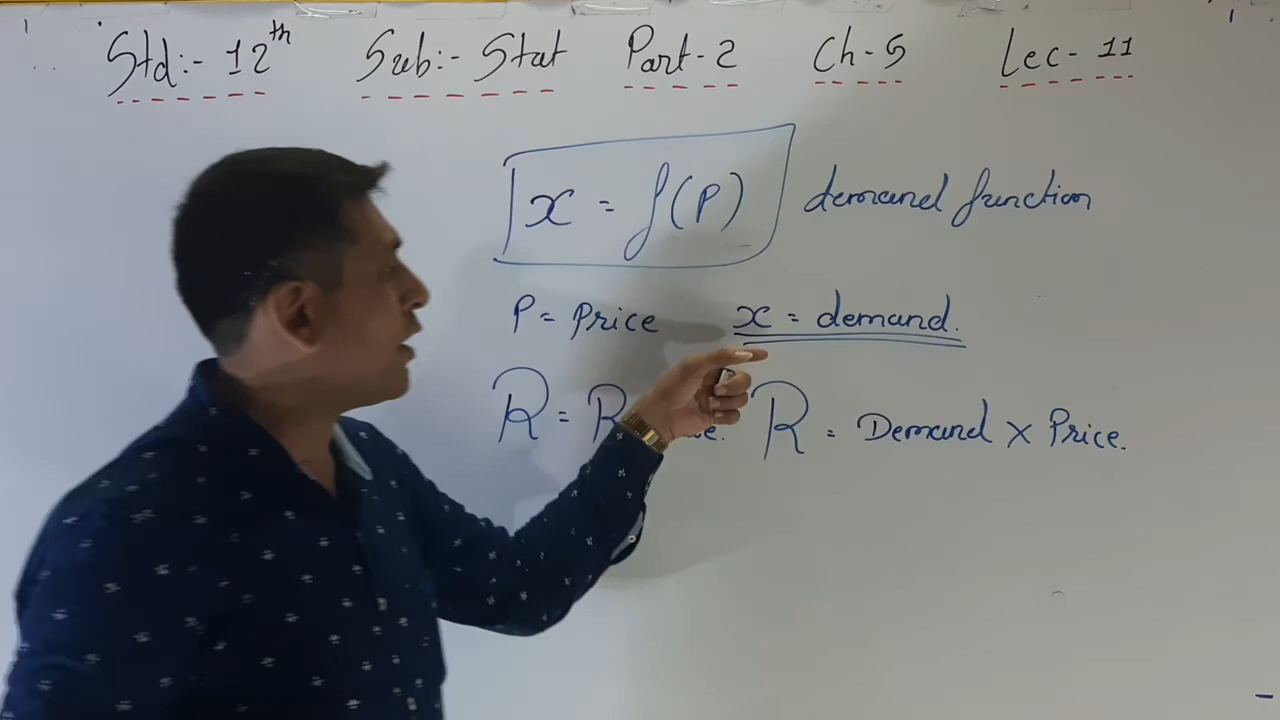 Std:- 12th Sub:- Stat Part-2 Ch-5 Lec-11
x = f(P) demand function
P = Price x = demand.
R = R = Demand × Price.